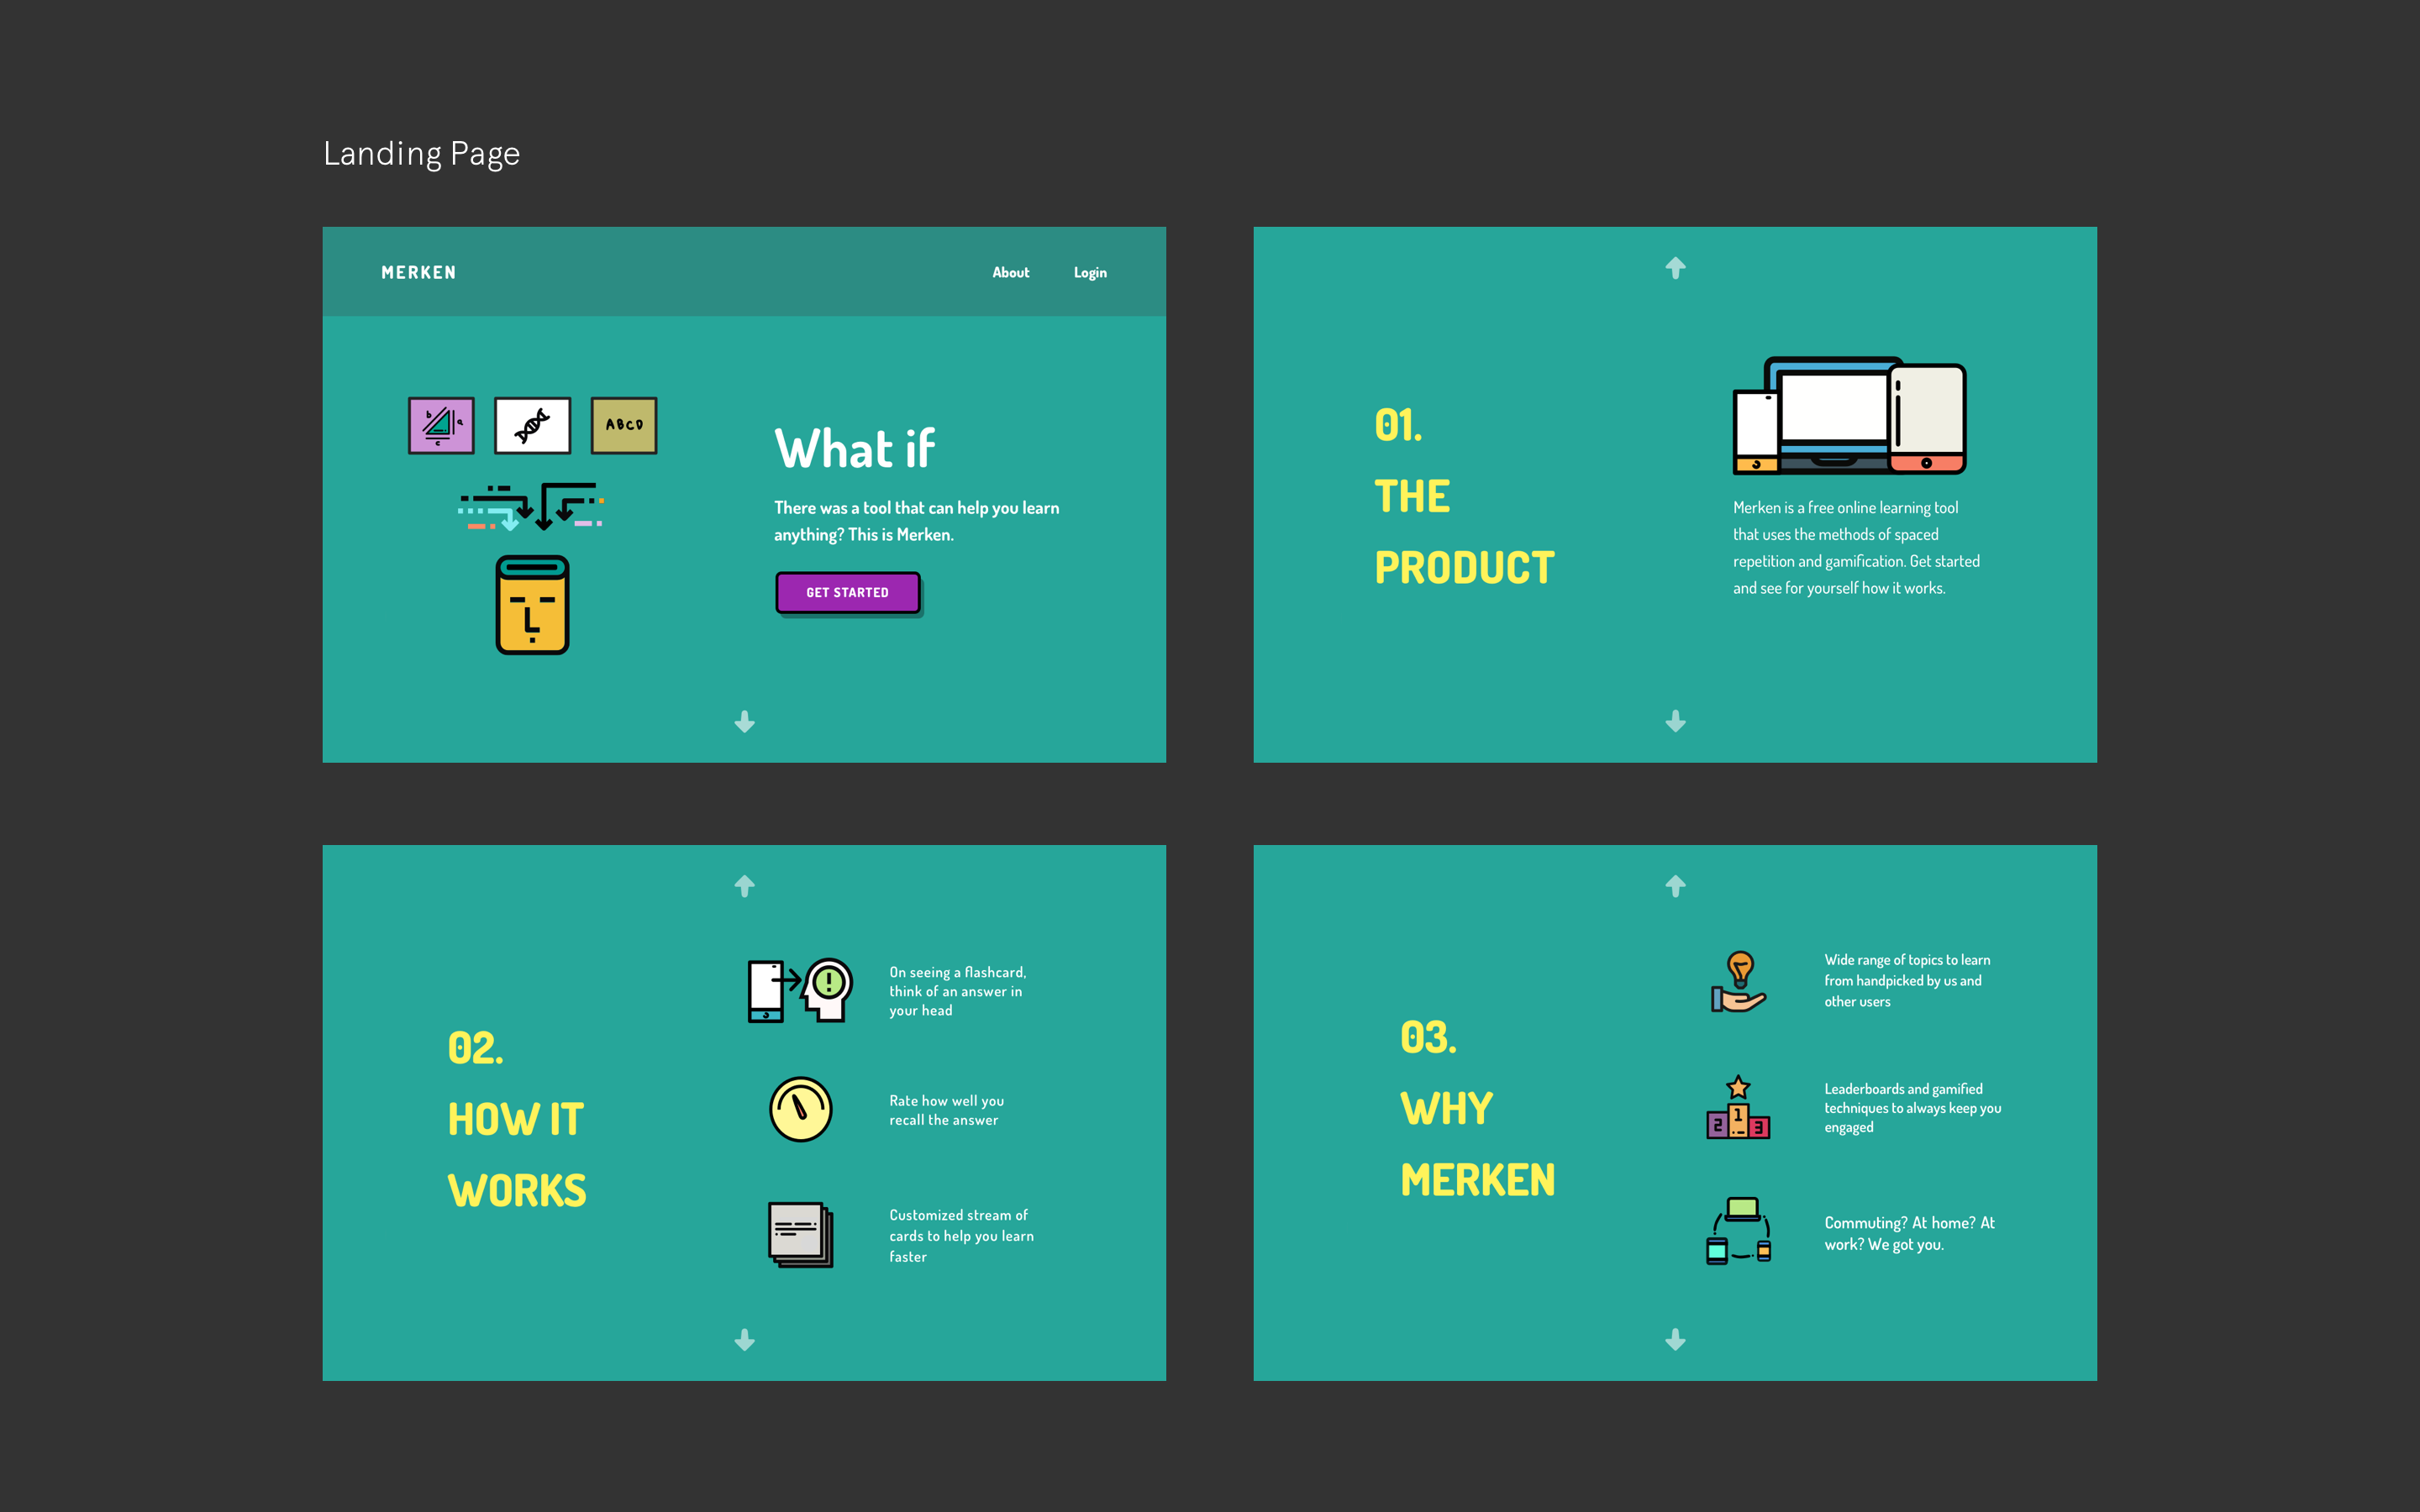 Landing Page
MERKEN
About
Login
b
a
c
ABCD
What if
There was a tool that can help you learn
anything? This is Merken.
GET STARTED
01.
THE
PRODUCT
Merken is a free online learning tool
that uses the methods of spaced
repetition and gamification. Get started
and see for yourself how it works.
02.
HOW IT
WORKS
On seeing a flashcard,
think of an answer in
your head
Rate how well you
recall the answer
Customized stream of
cards to help you learn
faster
03.
WHY
MERKEN
Wide range of topics to learn
from handpicked by us and
other users
2 1 3
Leaderboards and gamified
techniques to always keep you
engaged
Commuting? At home? At
work? We got you.